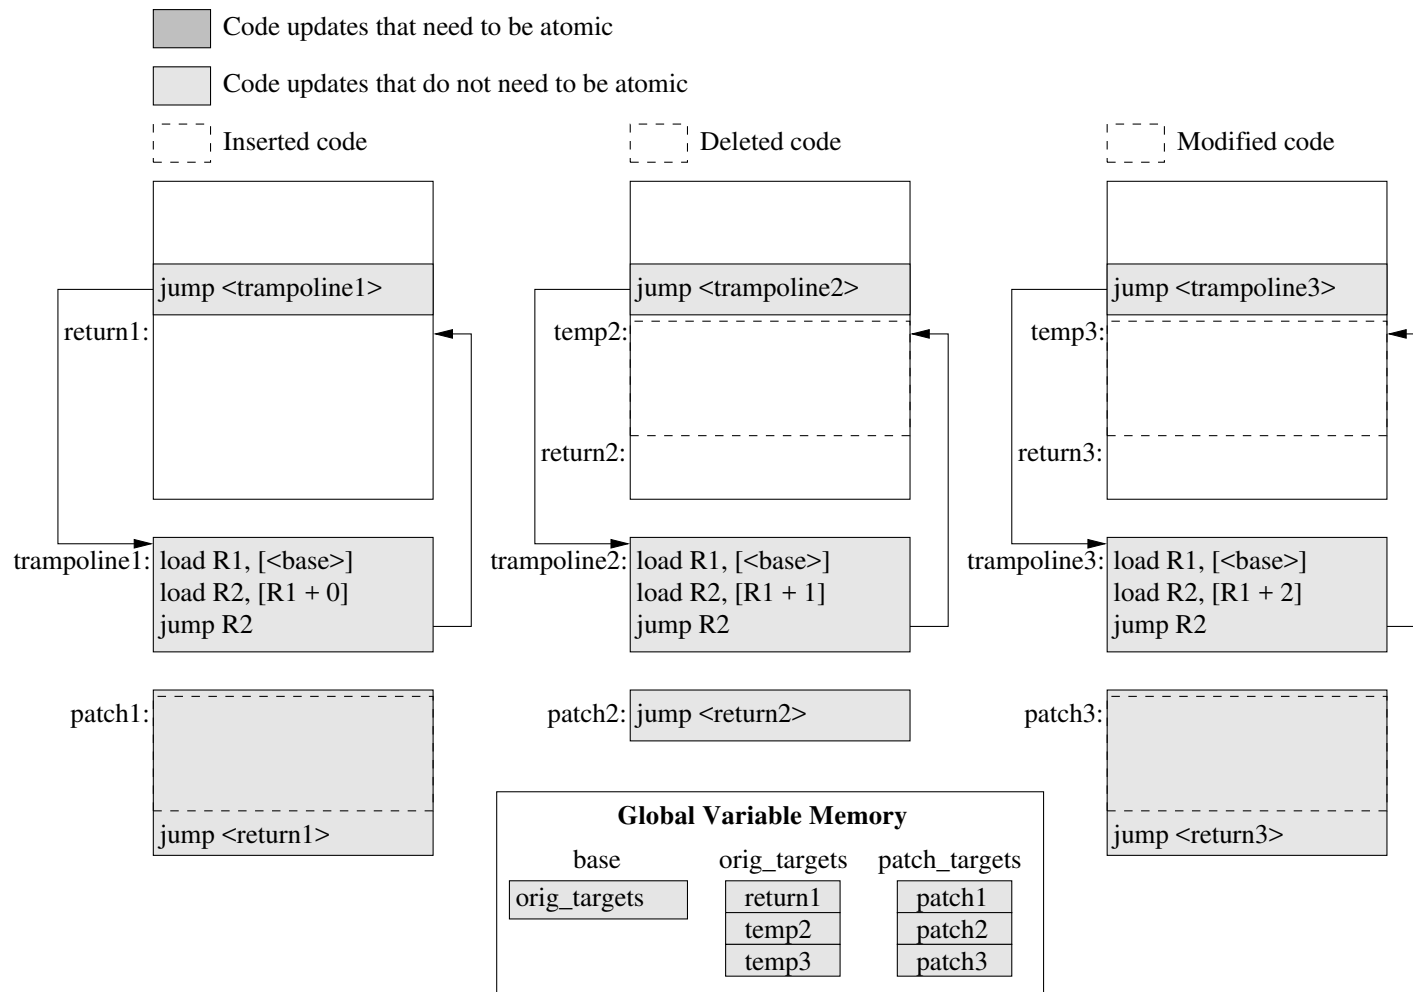 Code updates that need to be atomic
Code updates that do not need to be atomic
Inserted code
Deleted code
Modified code
jump <trampoline1>
return1:
trampoline1:
load R1, [<base>]
load R2, [R1 + 0]
jump R2
patch1:
jump <return1>
jump <trampoline2>
temp2:
return2:
trampoline2:
load R1, [<base>]
load R2, [R1 + 1]
jump R2
patch2:
jump <return2>
jump <trampoline3>
temp3:
return3:
trampoline3:
load R1, [<base>]
load R2, [R1 + 2]
jump R2
patch3:
jump <return3>
Global Variable Memory
base
orig_targets
orig_targets
return1
temp2
temp3
patch_targets
patch1
patch2
patch3